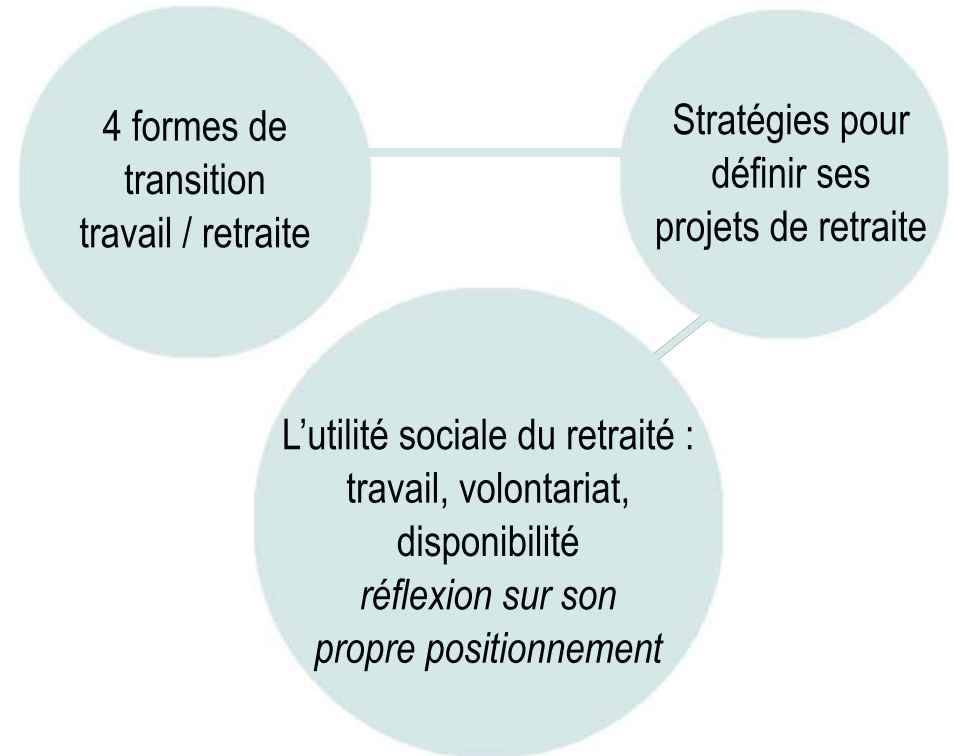 4 formes de
transition
travail / retraite
Stratégies pour
définir ses
projets de retraite
L’utilité sociale du retraité :
travail, volontariat,
disponibilité
réflexion sur son
propre positionnement